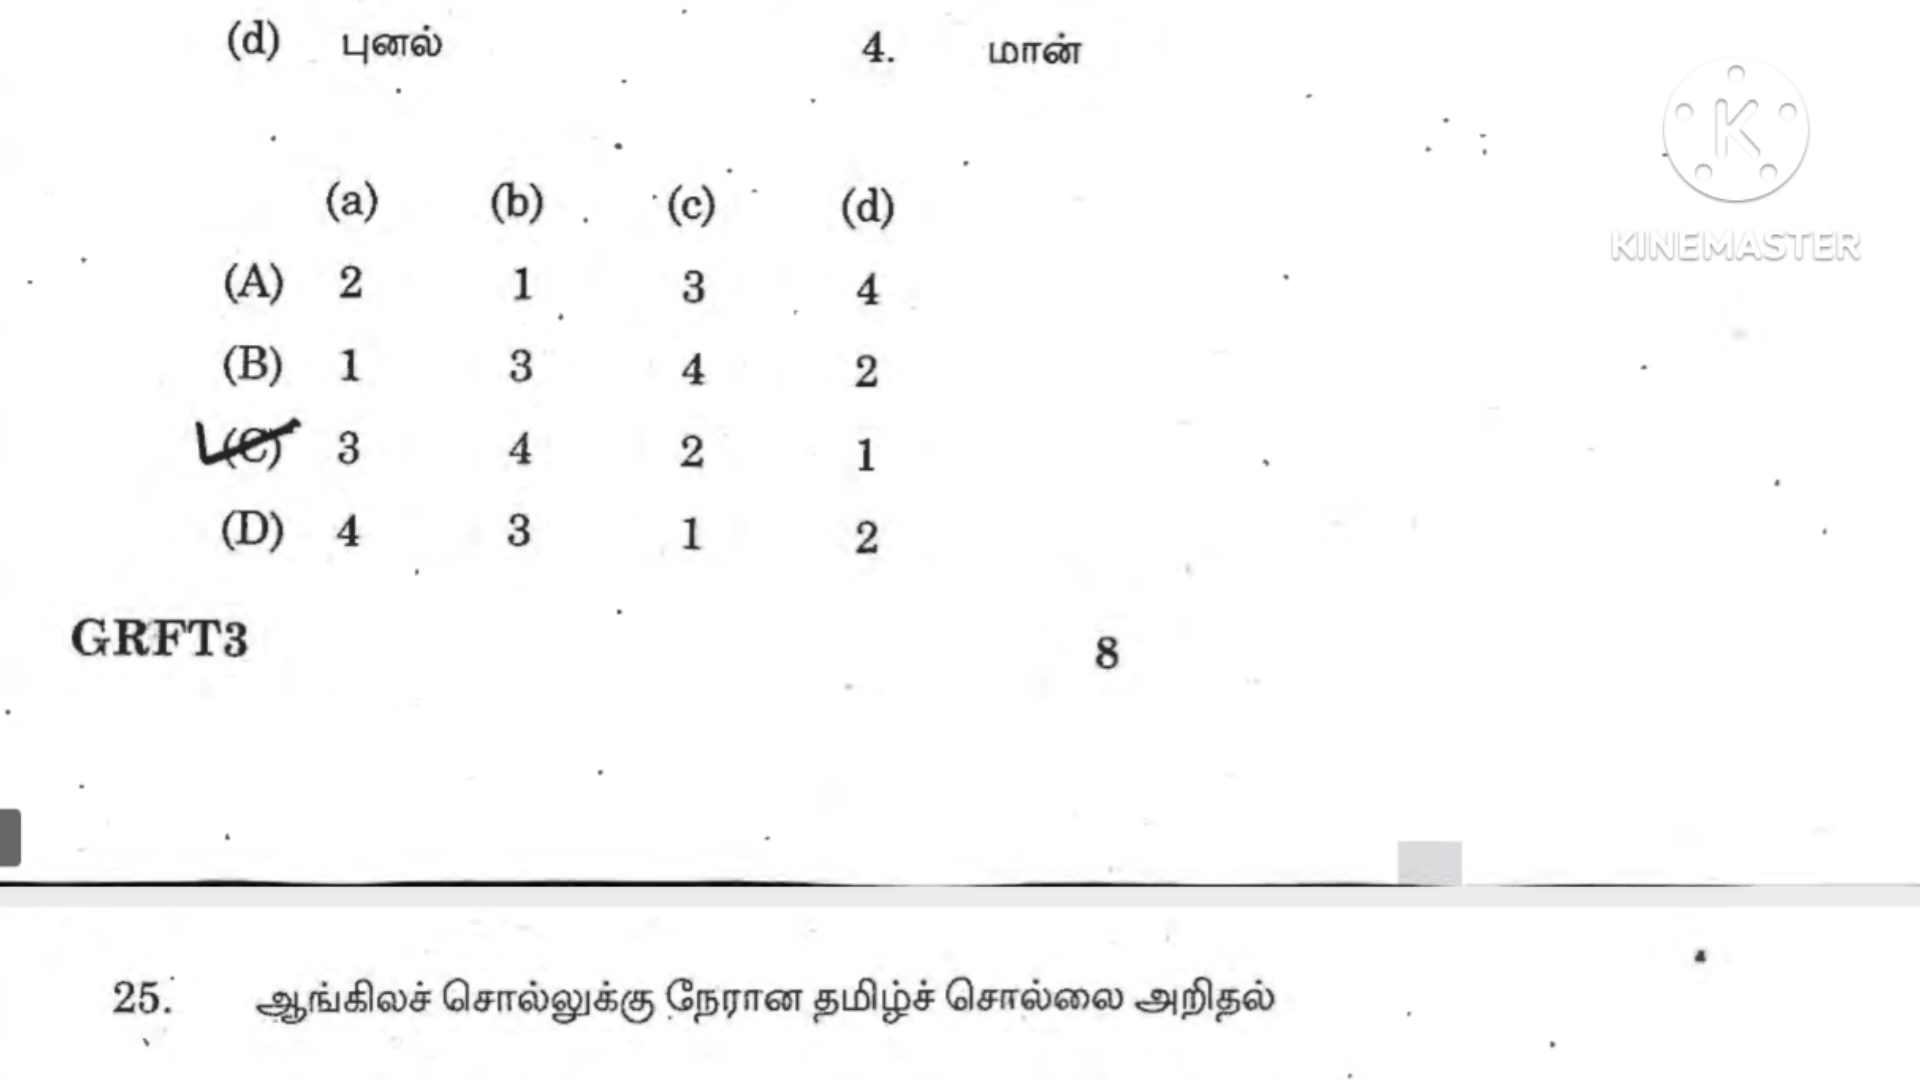 (d) புனல் 4. மான்
K
KINEMASTER
(a) (b) (c) (d)
(A) 2 1 3 4
(B) 1 3 4 2
(C) 3 4 2 1
(D) 4 3 1 2
GRFT3 8
25. ஆங்கிலச் சொல்லுக்கு நேரான தமிழ்ச் சொல்லை அறிதல்